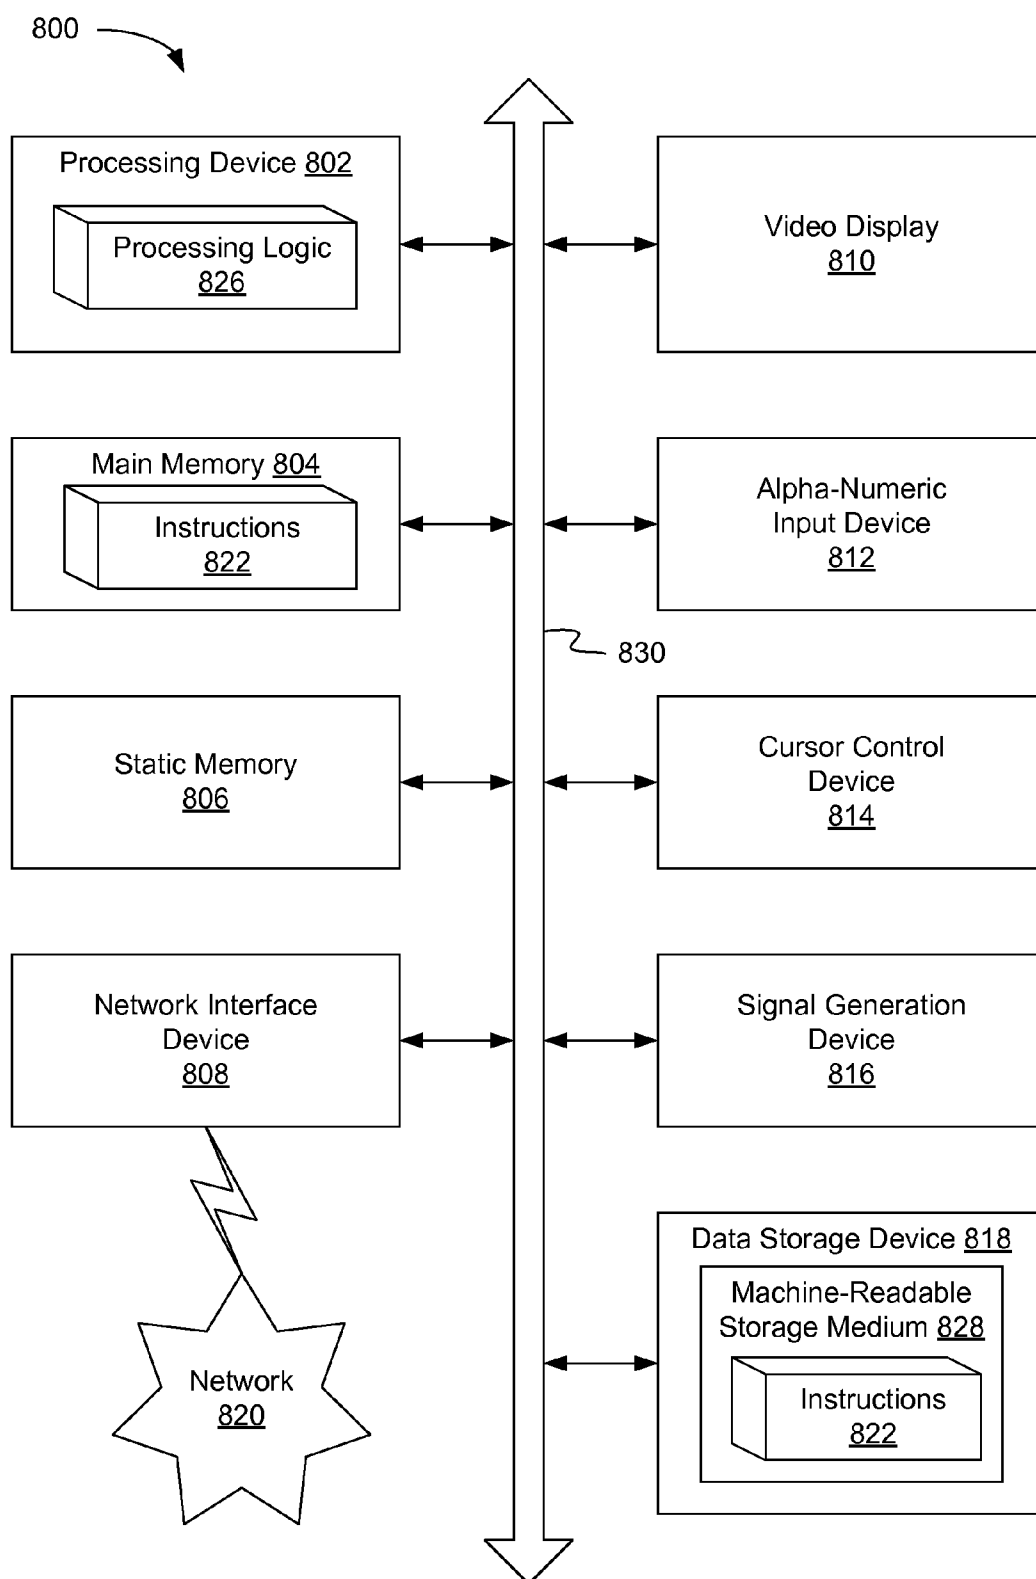 800
Processing Device 802
Processing Logic
826
Video Display
810
Main Memory 804
Instructions
822
Alpha-Numeric
Input Device
812
830
Static Memory
806
Cursor Control
Device
814
Network Interface
Device
808
Signal Generation
Device
816
Data Storage Device 818
Machine-Readable
Storage Medium 828
Instructions
822
Network
820